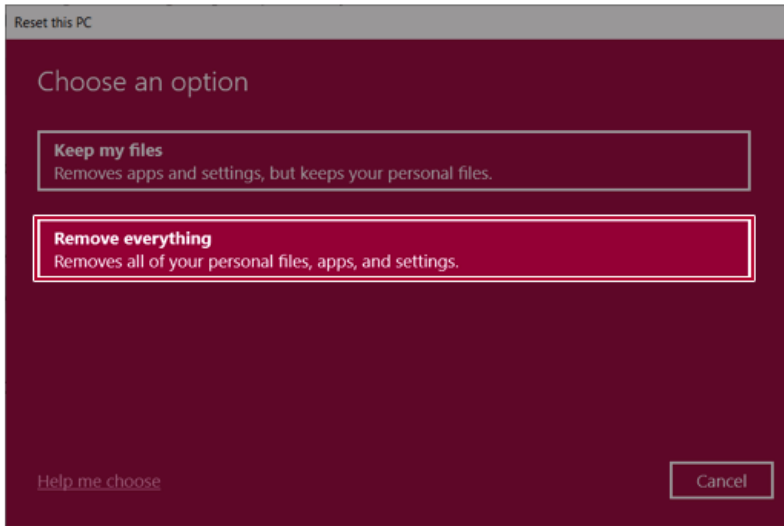 Reset this PC
Choose an option
Keep my files
Removes apps and settings, but keeps your personal files.
Remove everything
Removes all of your personal files, apps, and settings.
Help me choose
Cancel